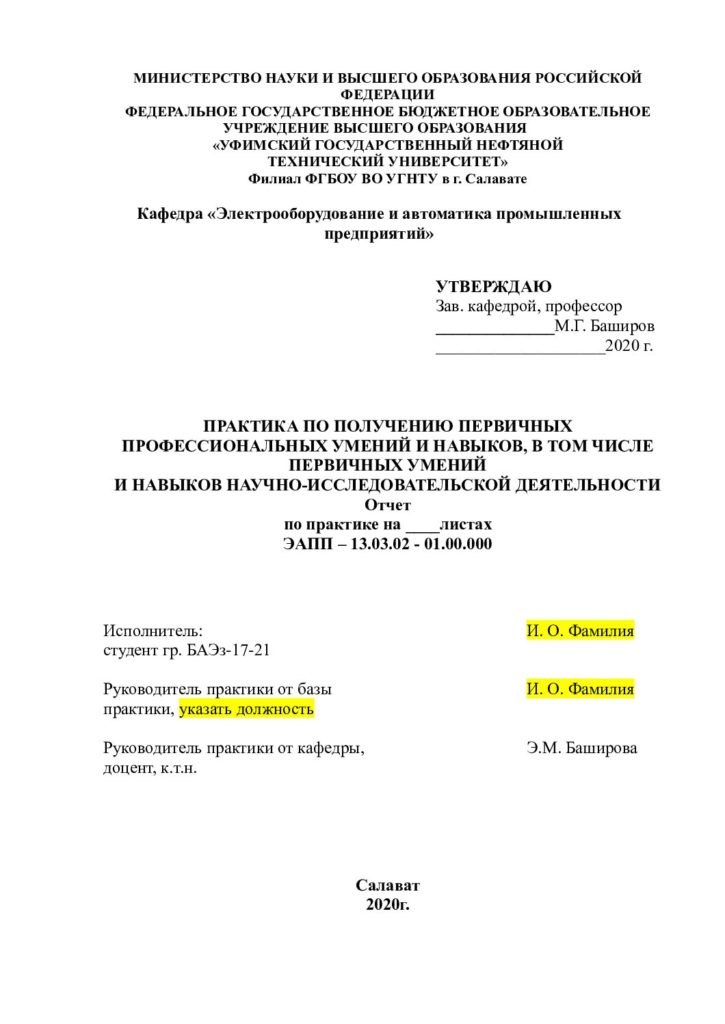 МИНИСТЕРСТВО НАУКИ И ВЫСШЕГО ОБРАЗОВАНИЯ РОССИЙСКОЙ
ФЕДЕРАЦИИ
ФЕДЕРАЛЬНОЕ ГОСУДАРСТВЕННОЕ БЮДЖЕТНОЕ ОБРАЗОВАТЕЛЬНОЕ
УЧРЕЖДЕНИЕ ВЫСШЕГО ОБРАЗОВАНИЯ
«УФИМСКИЙ ГОСУДАРСТВЕННЫЙ НЕФТЯНОЙ
ТЕХНИЧЕСКИЙ УНИВЕРСИТЕТ»
Филиал ФГБОУ ВО УГНТУ в г. Салавате
Кафедра «Электрооборудование и автоматика промышленных
предприятий»
УТВЕРЖДАЮ
Зав. кафедрой, профессор
______________М.Г. Баширов
____________________2020 г.
ПРАКТИКА ПО ПОЛУЧЕНИЮ ПЕРВИЧНЫХ
ПРОФЕССИОНАЛЬНЫХ УМЕНИЙ И НАВЫКОВ, В ТОМ ЧИСЛЕ
ПЕРВИЧНЫХ УМЕНИЙ
И НАВЫКОВ НАУЧНО-ИССЛЕДОВАТЕЛЬСКОЙ ДЕЯТЕЛЬНОСТИ
Отчет
по практике на ____листах
ЭАПП – 13.03.02 - 01.00.000
Исполнитель: И. О. Фамилия
студент гр. БАЭз-17-21
Руководитель практики от базы И. О. Фамилия
практики, указать должность
Руководитель практики от кафедры, Э.М. Баширова
доцент, к.т.н.
Салават
2020г.